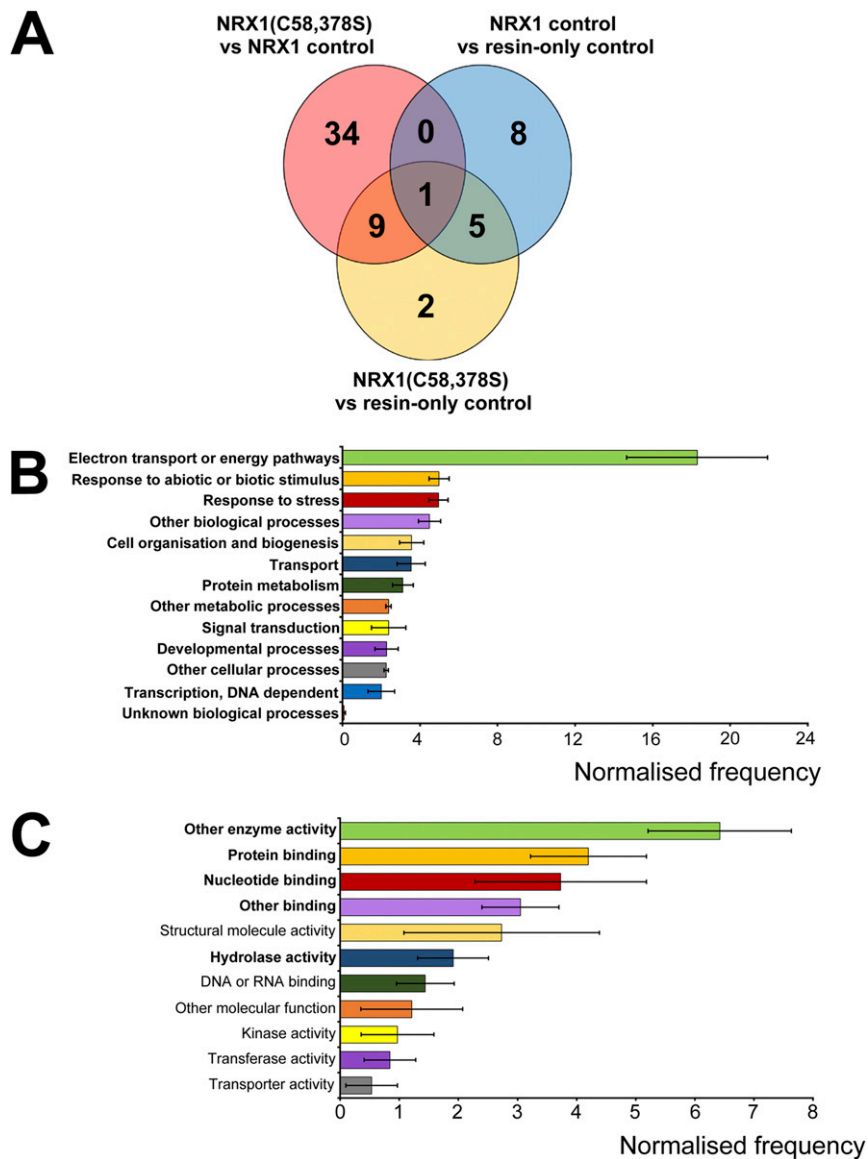 A
NRX1(C58,378S)
vs NRX1 control
NRX1 control
vs resin-only control
34
0
8
1
9
5
2
NRX1(C58,378S)
vs resin-only control
B
Electron transport or energy pathways
Response to abiotic or biotic stimulus
Response to stress
Other biological processes
Cell organisation and biogenesis
Transport
Protein metabolism
Other metabolic processes
Signal transduction
Developmental processes
Other cellular processes
Transcription, DNA dependent
Unknown biological processes
0 4 8 12 16 20 24
Normalised frequency
C
Other enzyme activity
Protein binding
Nucleotide binding
Other binding
Structural molecule activity
Hydrolase activity
DNA or RNA binding
Other molecular function
Kinase activity
Transferase activity
Transporter activity
0 1 2 3 4 5 6 7 8
Normalised frequency